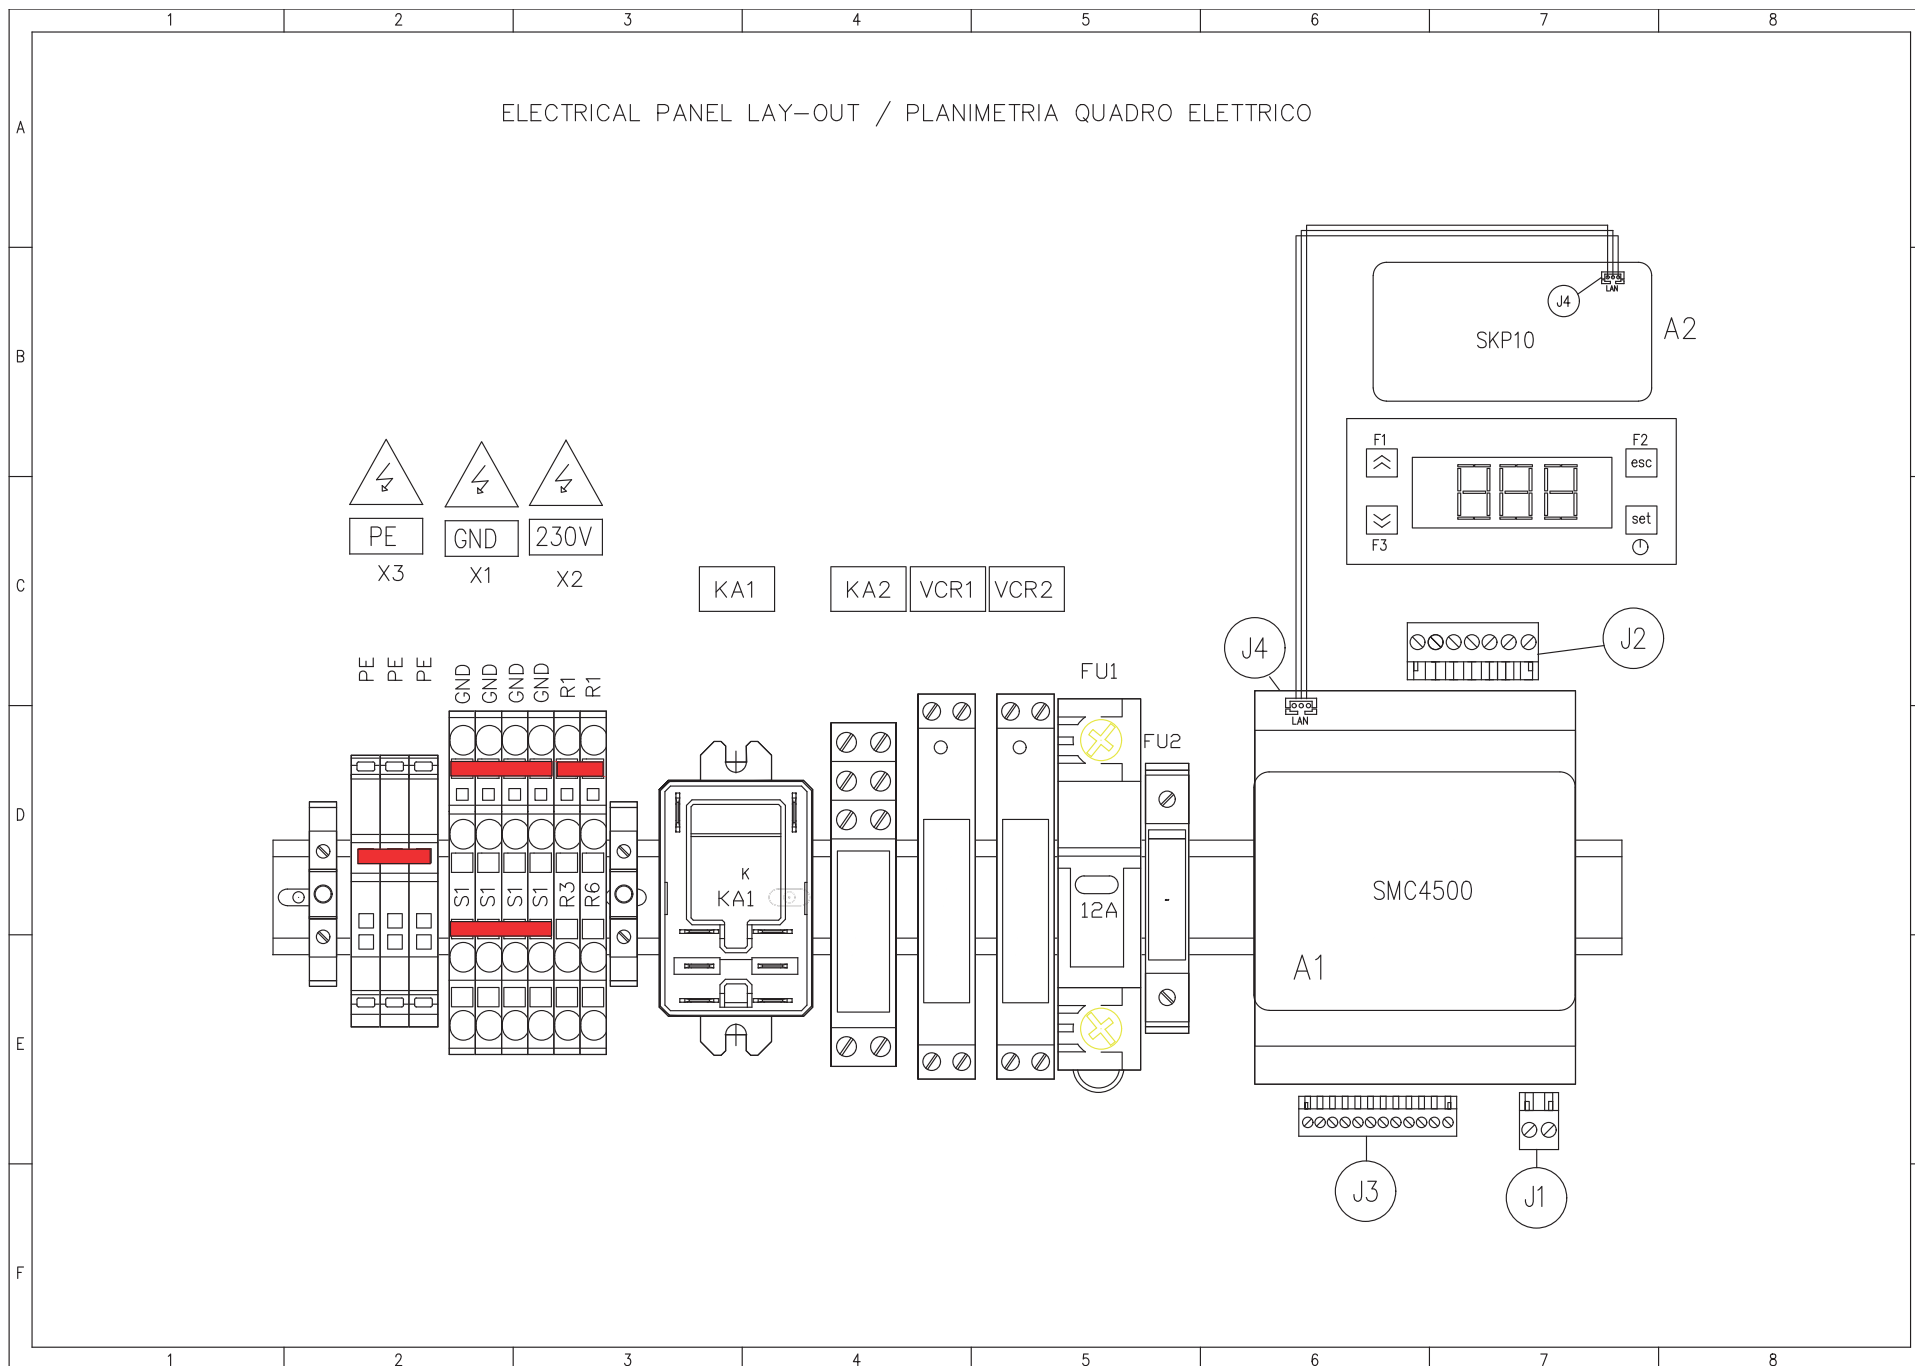 1 2 3 4 5 6 7 8
A
ELECTRICAL PANEL LAY-OUT / PLANIMETRIA QUADRO ELETTRICO
J4
LAN
B
SKP10
A2
F1
F2
esc
set
F3
PE
GND
230V
X3
X1
X2
C
KA1
KA2
VCR1
VCR2
J4
J2
PE
PE
PE
GND
GND
GND
GND
R1
R1
FU1
LAN
FU2
D
K
KA1
S1
S1
S1
S1
R3
R6
12A
-
SMC4500
A1
E
J3
J1
F
1 2 3 4 5 6 7 8